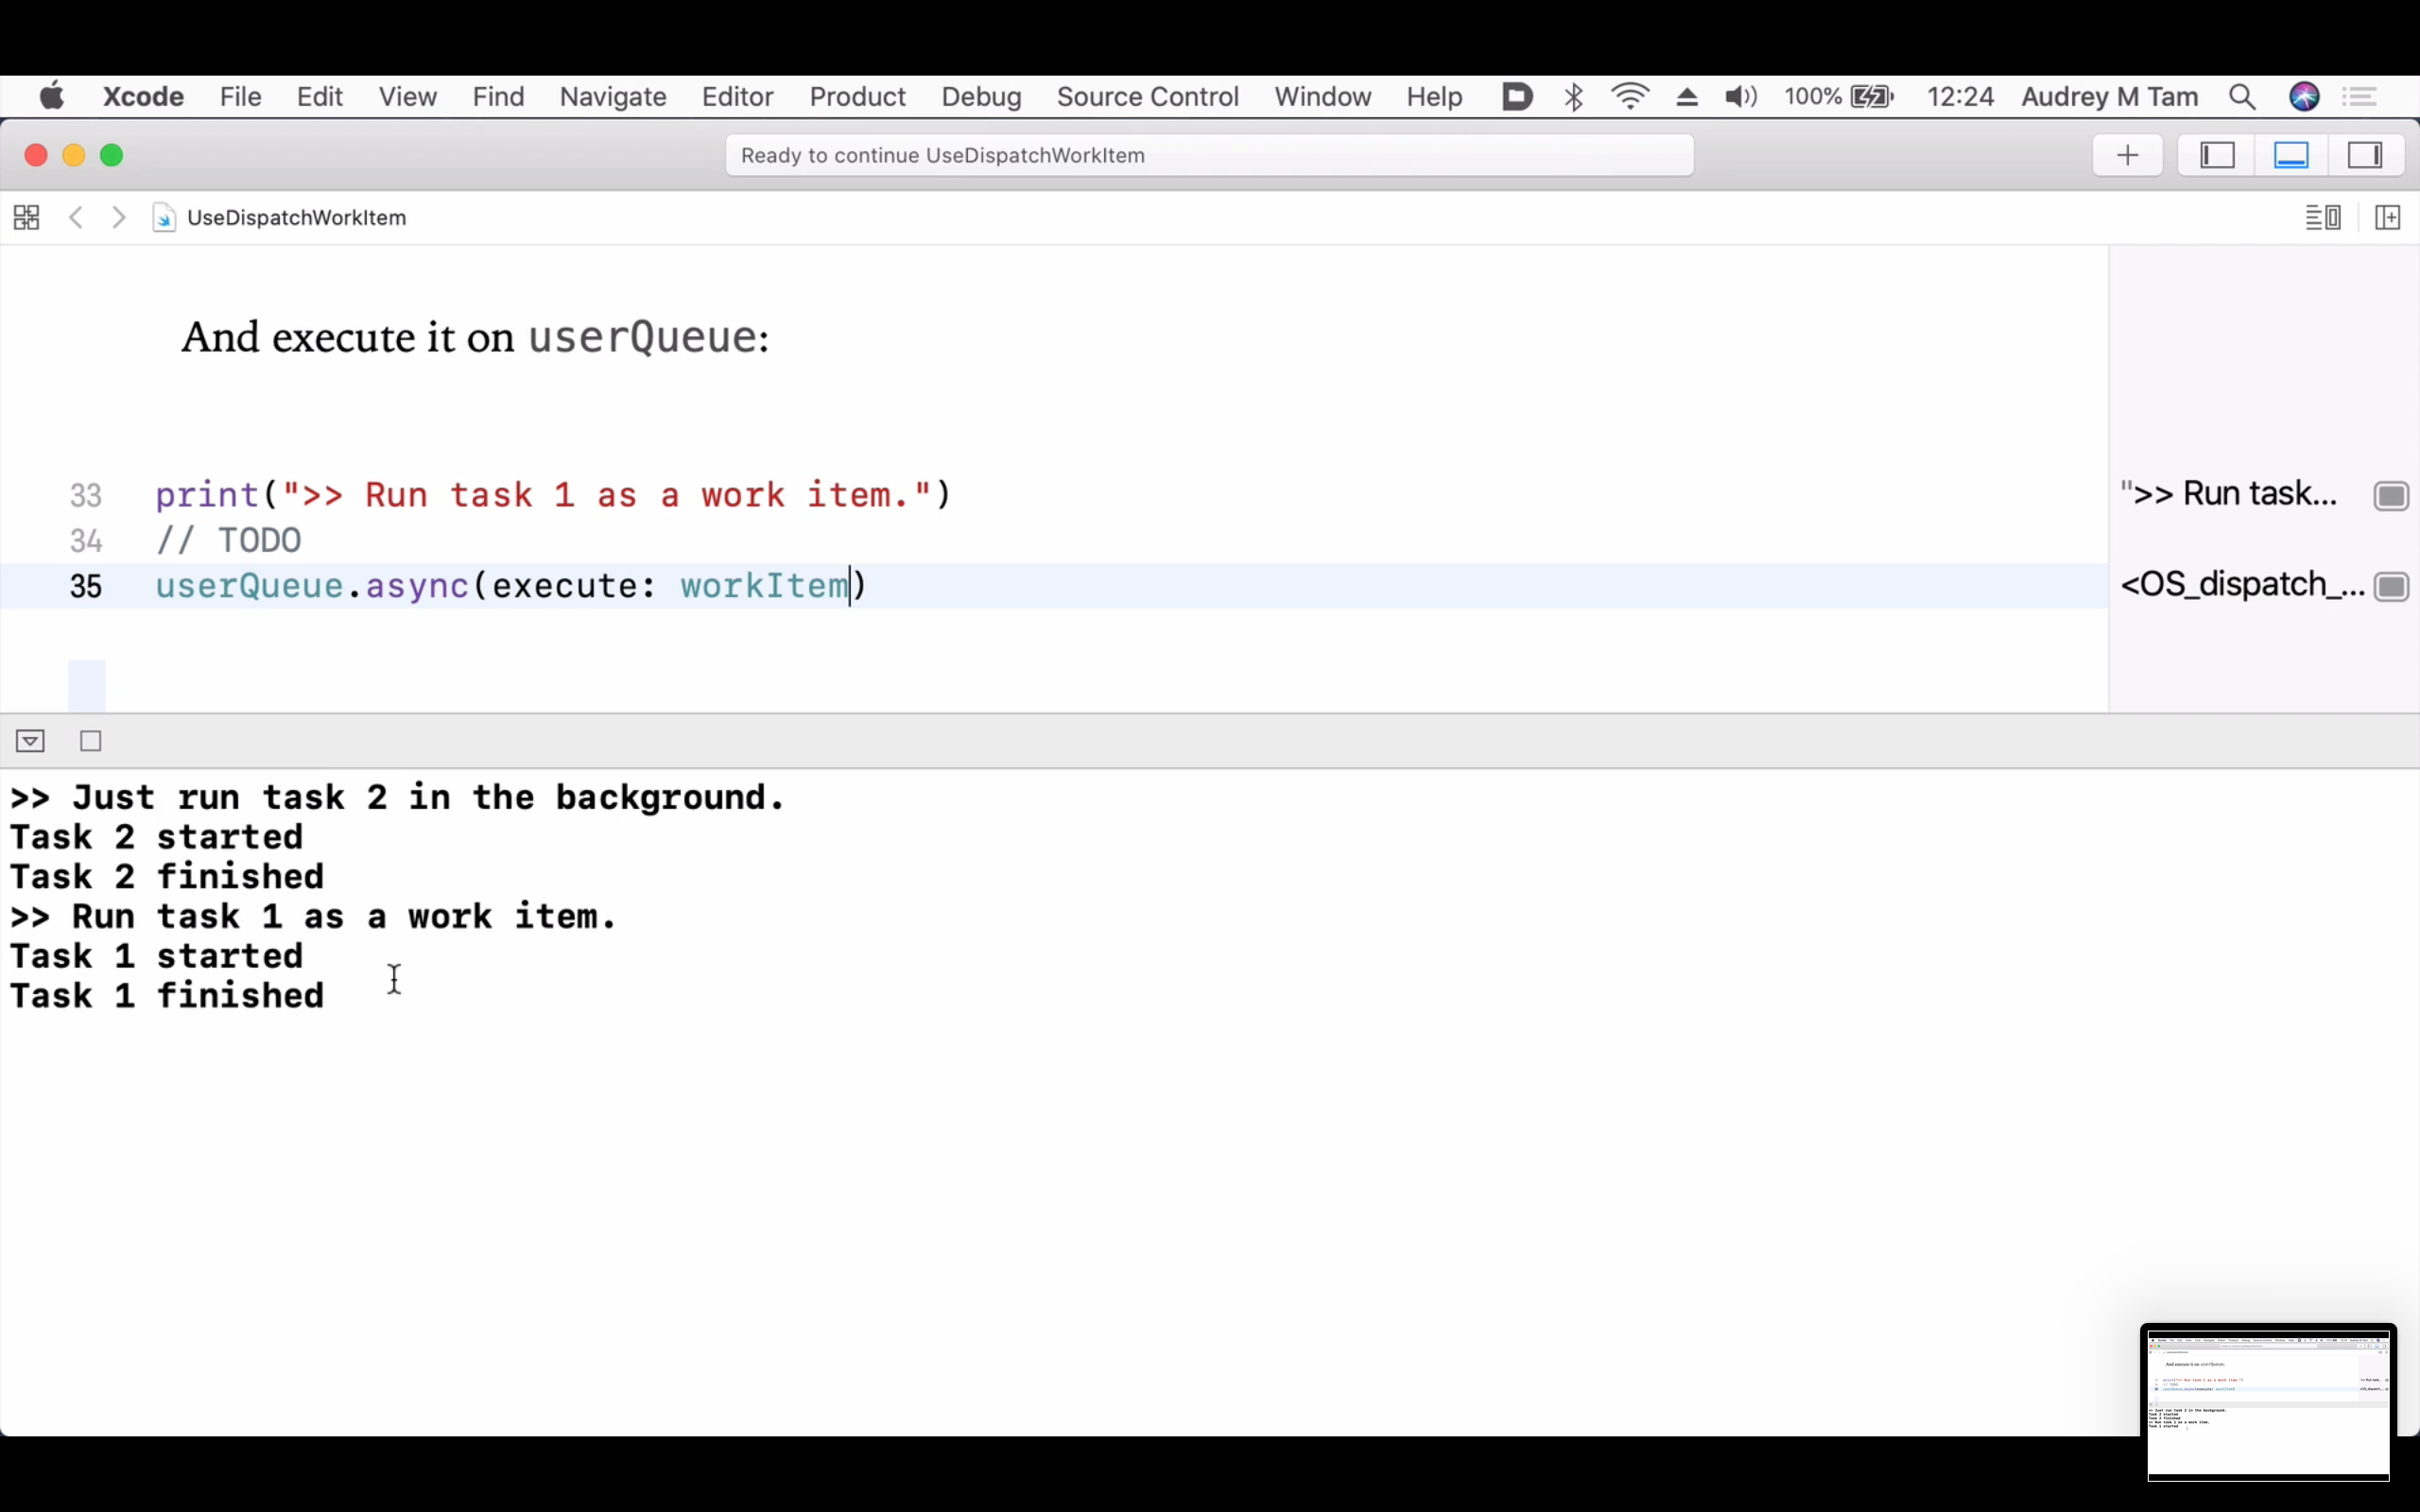 Xcode File Edit View Find Navigate Editor Product Debug Source Control Window Help 100% 12:24 Audrey M Tam
Ready to continue UseDispatchWorkItem
UseDispatchWorkItem
And execute it on userQueue:
33 print(">> Run task 1 as a work item.") ">> Run task...
34 // TODO
35 userQueue.async(execute: workItem) <OS_dispatch_...
>> Just run task 2 in the background.
Task 2 started
Task 2 finished
>> Run task 1 as a work item.
Task 1 started
Task 1 finished